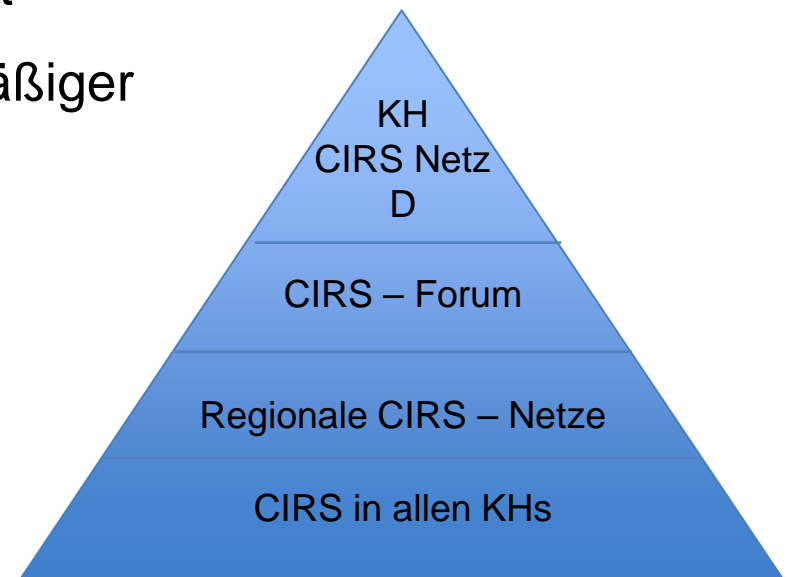 t
äßiger
KH
CIRS Netz
D
CIRS – Forum
Regionale CIRS – Netze
CIRS in allen KHs